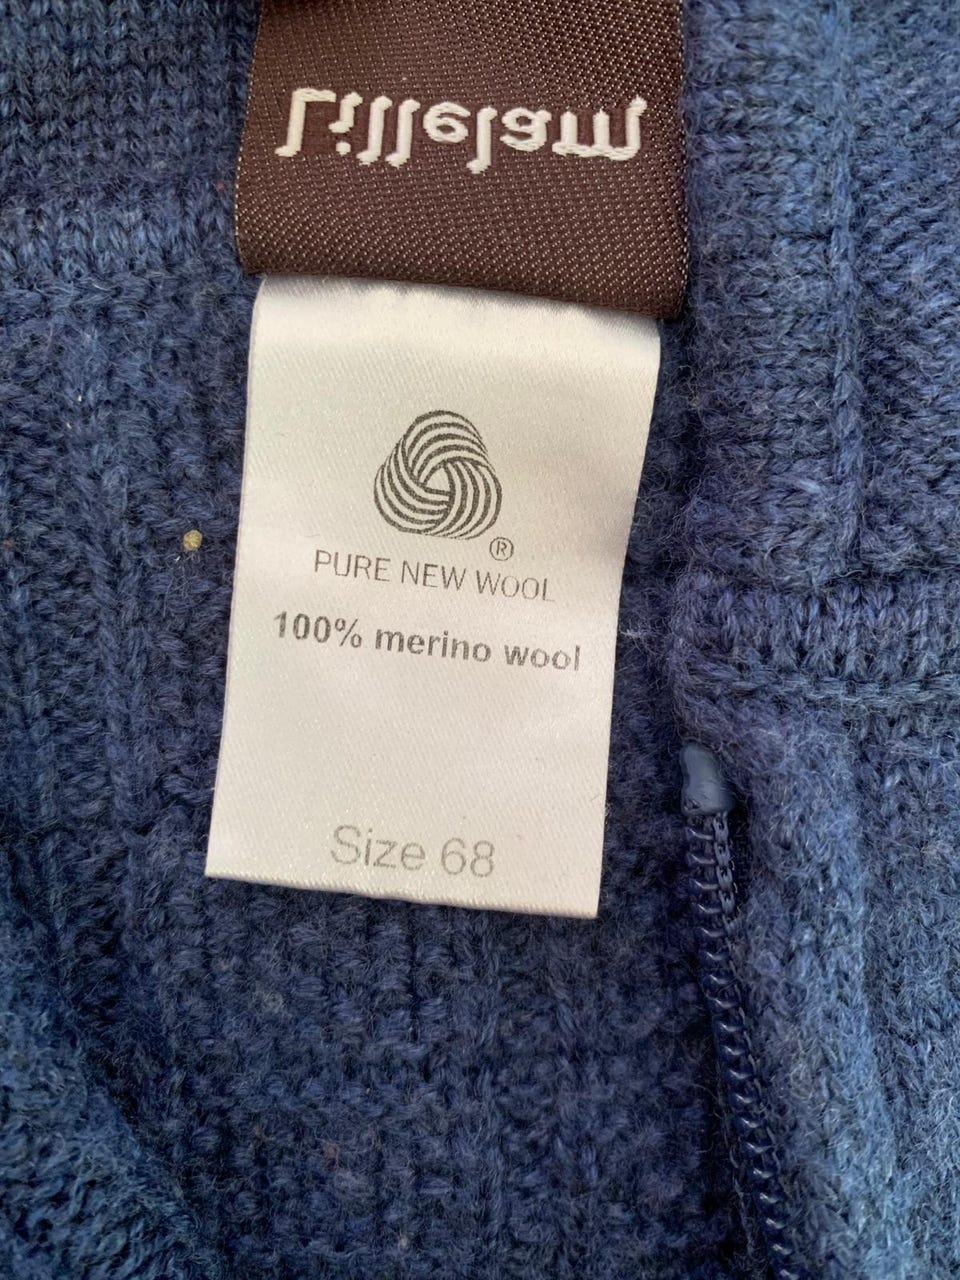 Lillelam
®
PURE NEW WOOL
100% merino wool
Size 68